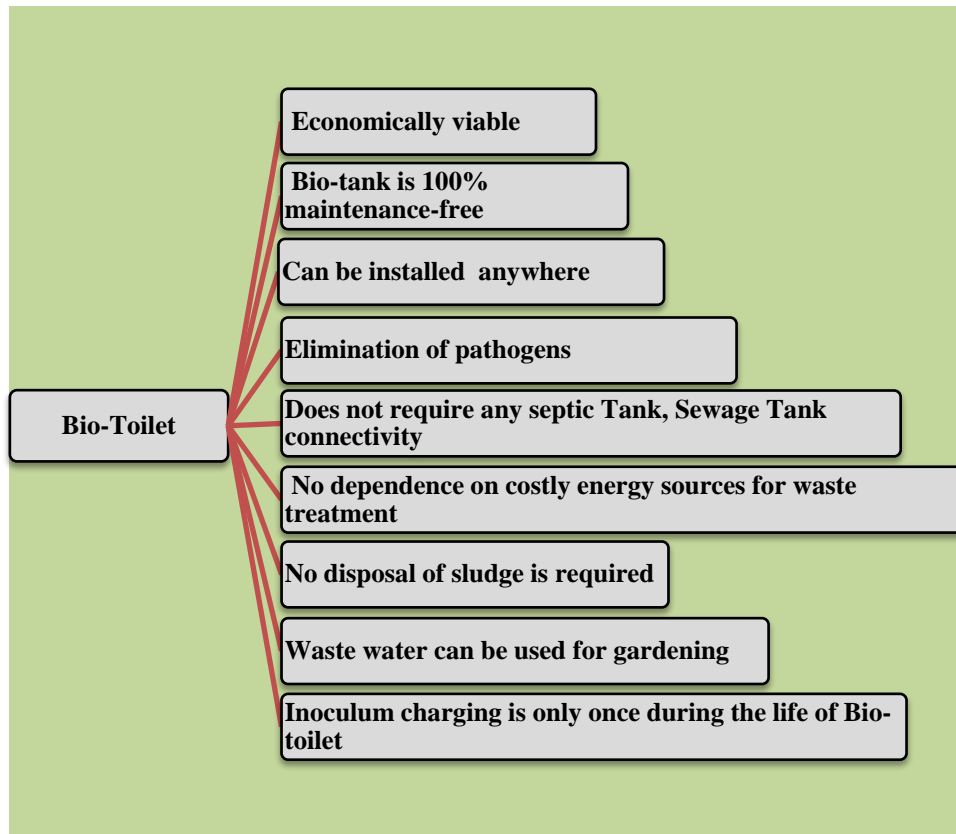 Economically viable
Bio-tank is 100%
maintenance-free
Can be installed anywhere
Elimination of pathogens
Bio-Toilet
Does not require any septic Tank, Sewage Tank
connectivity
No dependence on costly energy sources for waste
treatment
No disposal of sludge is required
Waste water can be used for gardening
Inoculum charging is only once during the life of Bio-
toilet